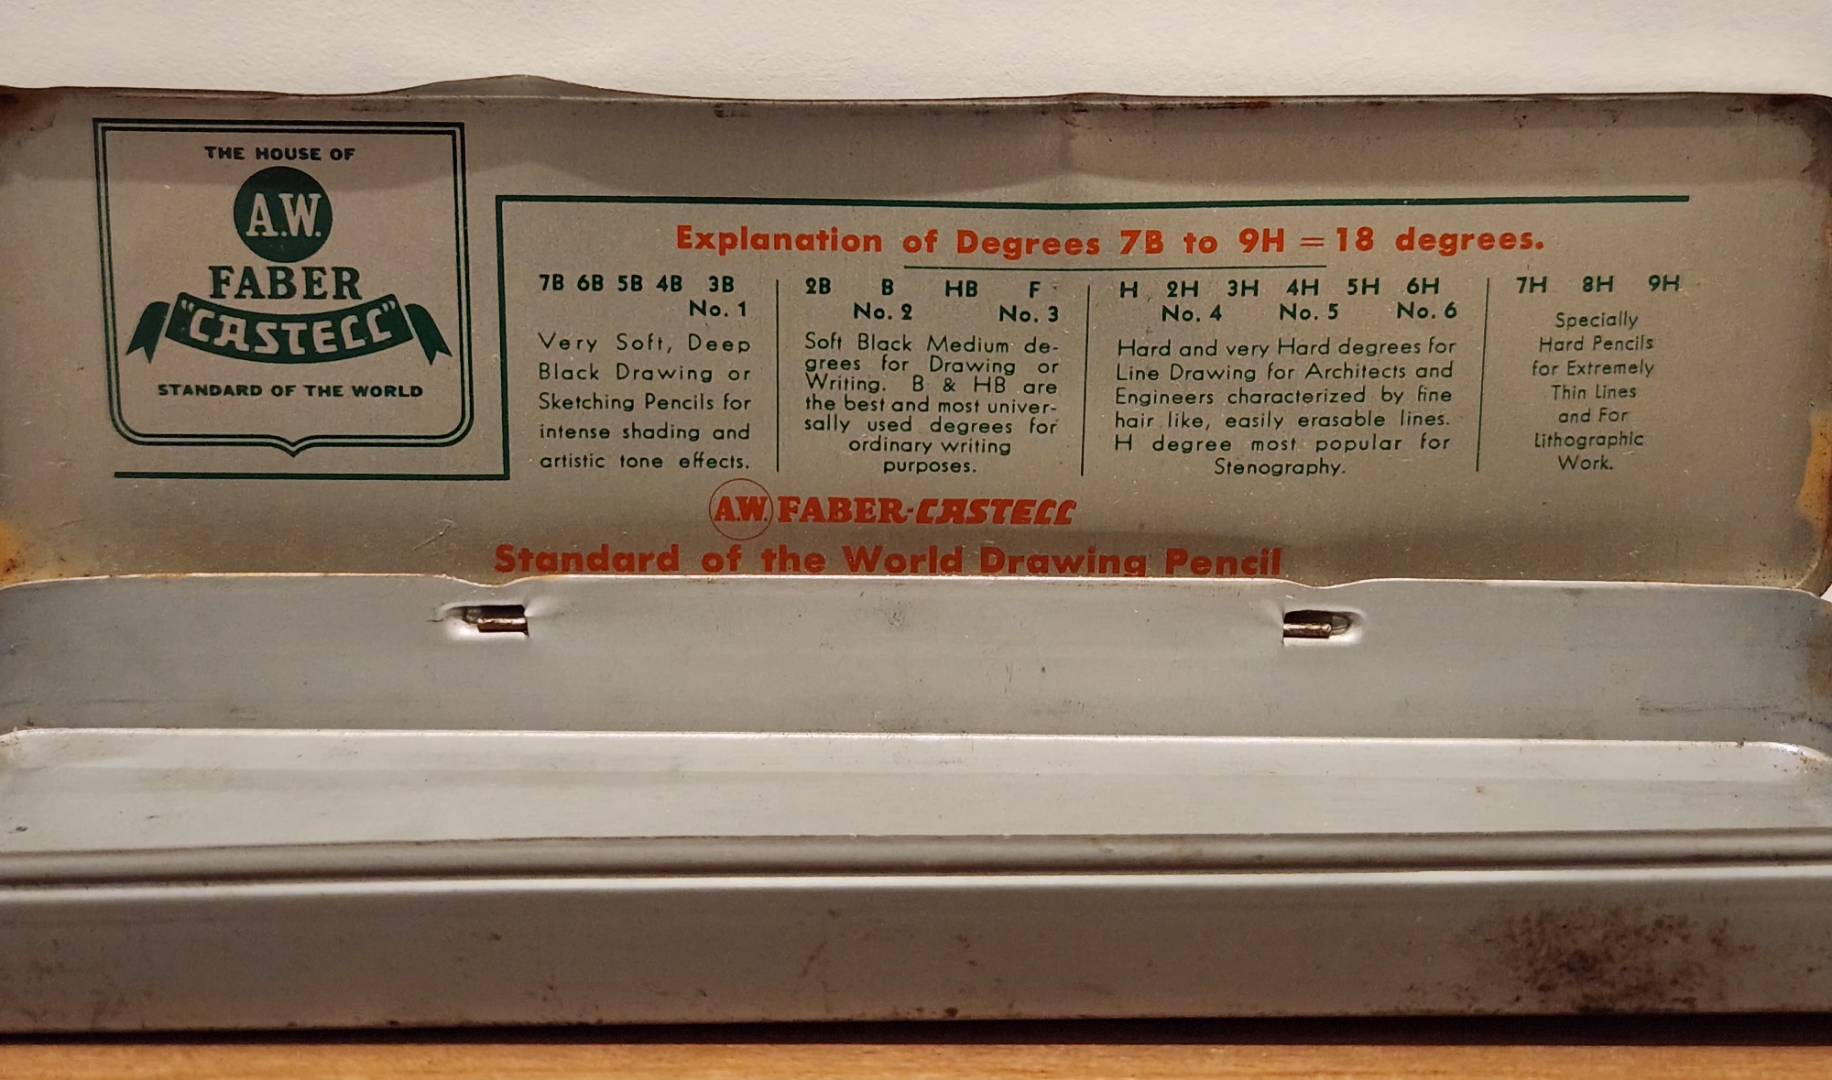 THE HOUSE OF
A.W.
FABER
"CASTELL"
STANDARD OF THE WORLD
Explanation of Degrees 7B to 9H = 18 degrees.
7B 6B 5B 4B 3B
No. 1
Very Soft, Deep
Black Drawing or
Sketching Pencils for
intense shading and
artistic tone effects.
2B B HB F
No. 2 No. 3
Soft Black Medium de-
grees for Drawing or
Writing. B & HB are
the best and most univer-
sally used degrees for
ordinary writing
purposes.
H 2H 3H 4H 5H 6H
No. 4 No. 5 No. 6
Hard and very Hard degrees for
Line Drawing for Architects and
Engineers characterized by fine
hair like, easily erasable lines.
H degree most popular for
Stenography.
7H 8H 9H
Specially
Hard Pencils
for Extremely
Thin Lines
and For
Lithographic
Work.
A.W. FABER-CASTELL
Standard of the World Drawing Pencil